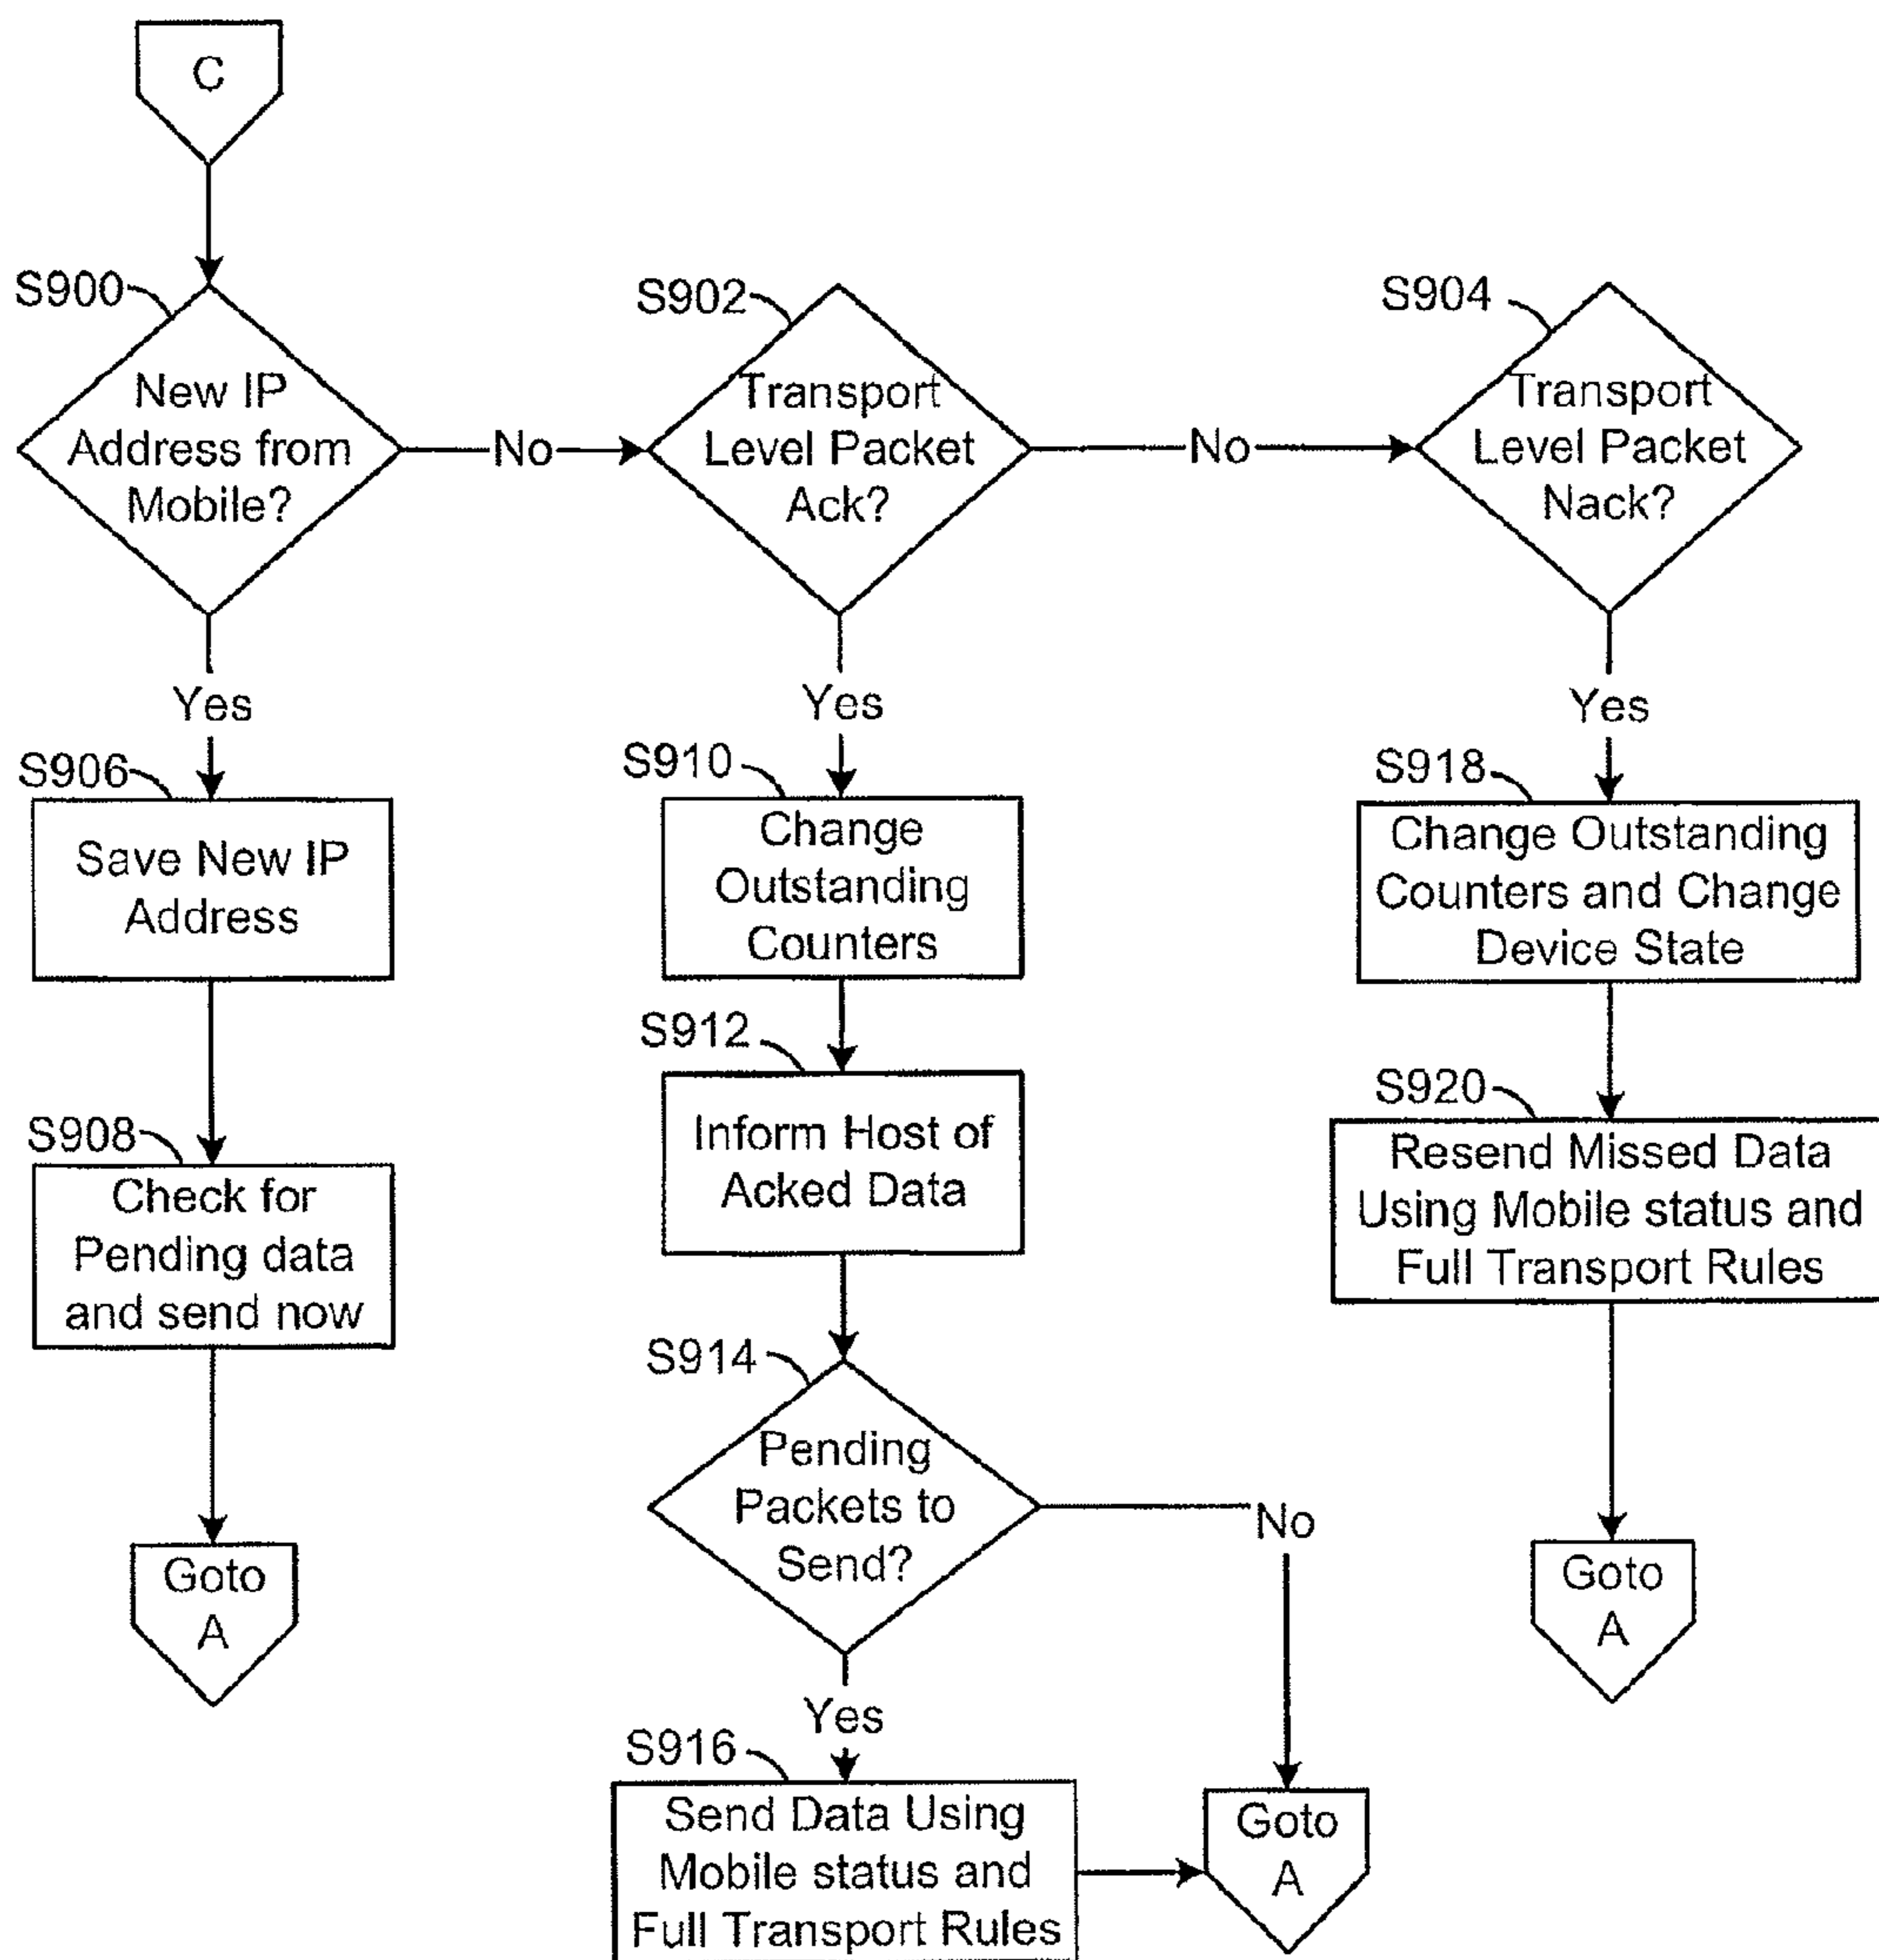 C
S900
New IP
Address from
Mobile?
No
S902
Transport
Level Packet
Ack?
No
S904
Transport
Level Packet
Nack?
Yes
Yes
Yes
S906
Save New IP
Address
S910
Change
Outstanding
Counters
S918
Change Outstanding
Counters and Change
Device State
S908
Check for
Pending data
and send now
S912
Inform Host of
Acked Data
S920
Resend Missed Data
Using Mobile status and
Full Transport Rules
Goto
A
S914
Pending
Packets to
Send?
No
Goto
A
Yes
S916
Send Data Using
Mobile status and
Full Transport Rules
Goto
A